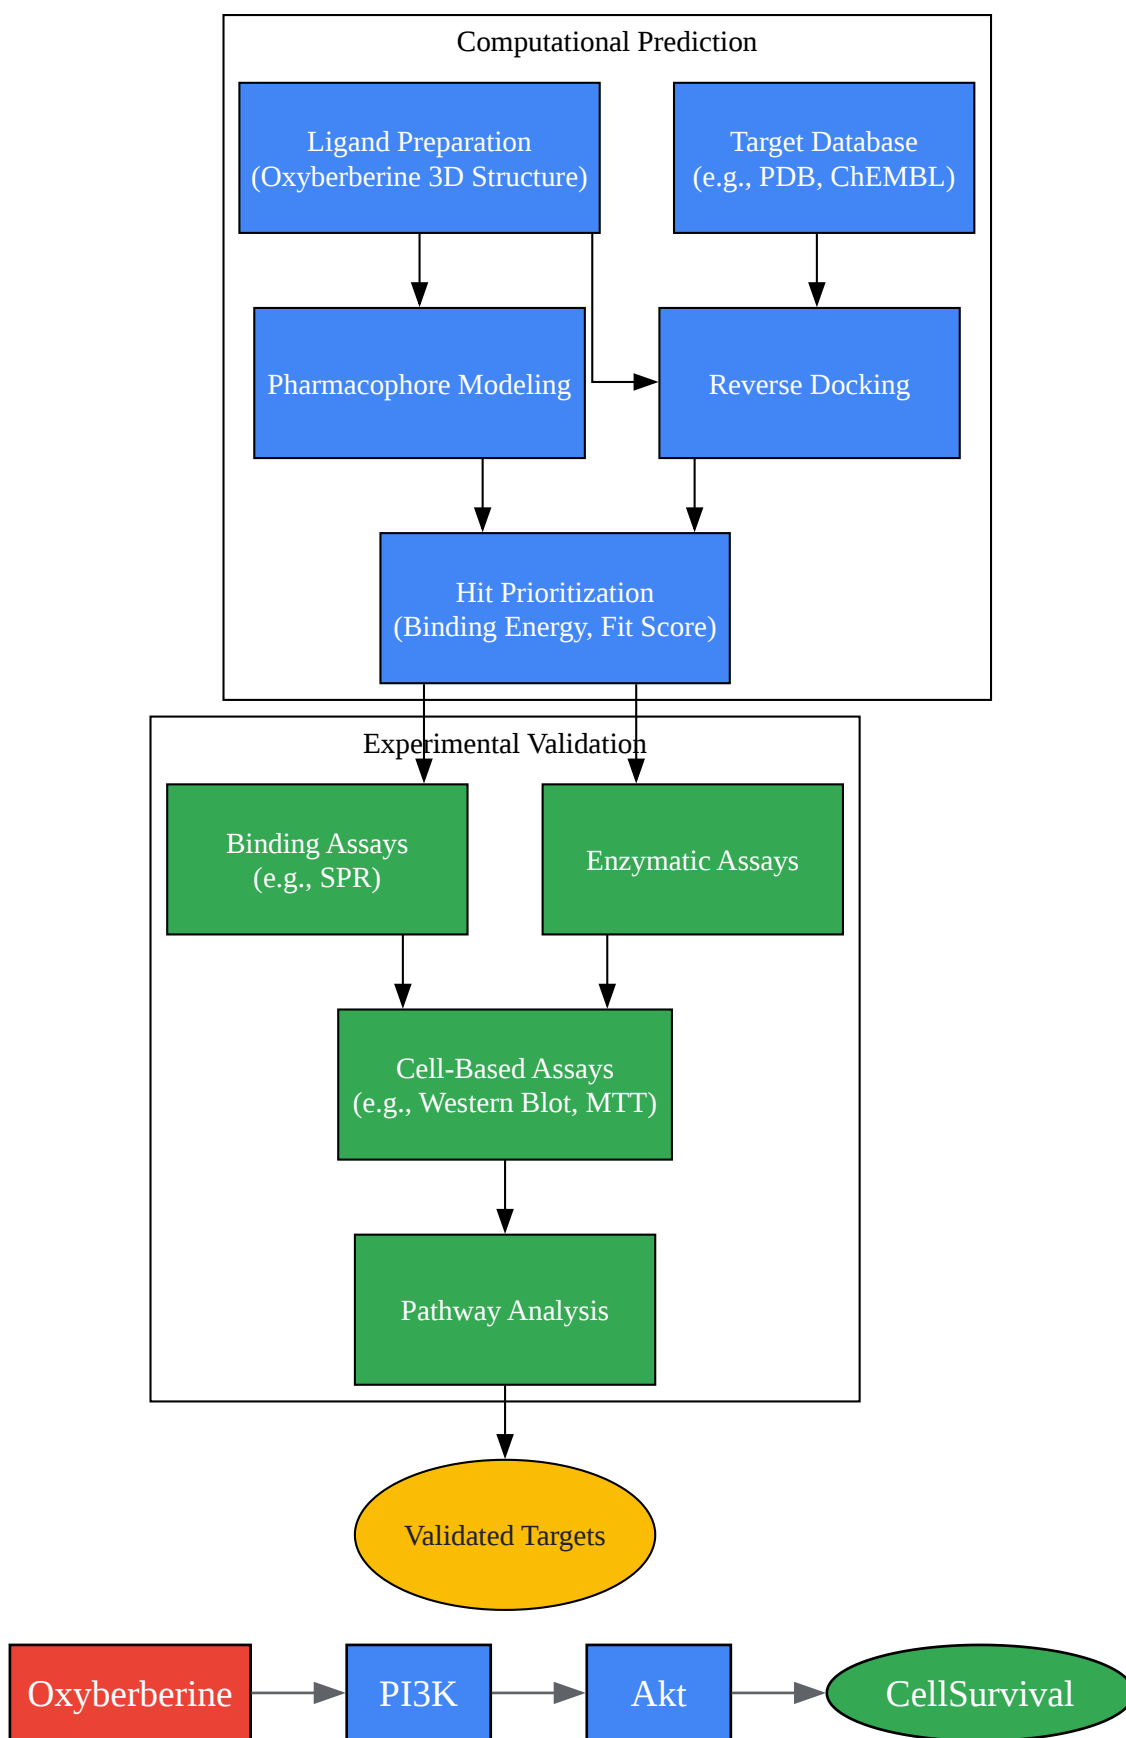 Computational Prediction
Ligand Preparation
(Oxyberberine 3D Structure)
Target Database
(e.g., PDB, ChEMBL)
Pharmacophore Modeling
Reverse Docking
Hit Prioritization
(Binding Energy, Fit Score)
Experimental Validation
Binding Assays
(e.g., SPR)
Enzymatic Assays
Cell-Based Assays
(e.g., Western Blot, MTT)
Pathway Analysis
Validated Targets
Oxyberberine
PI3K
Akt
CellSurvival